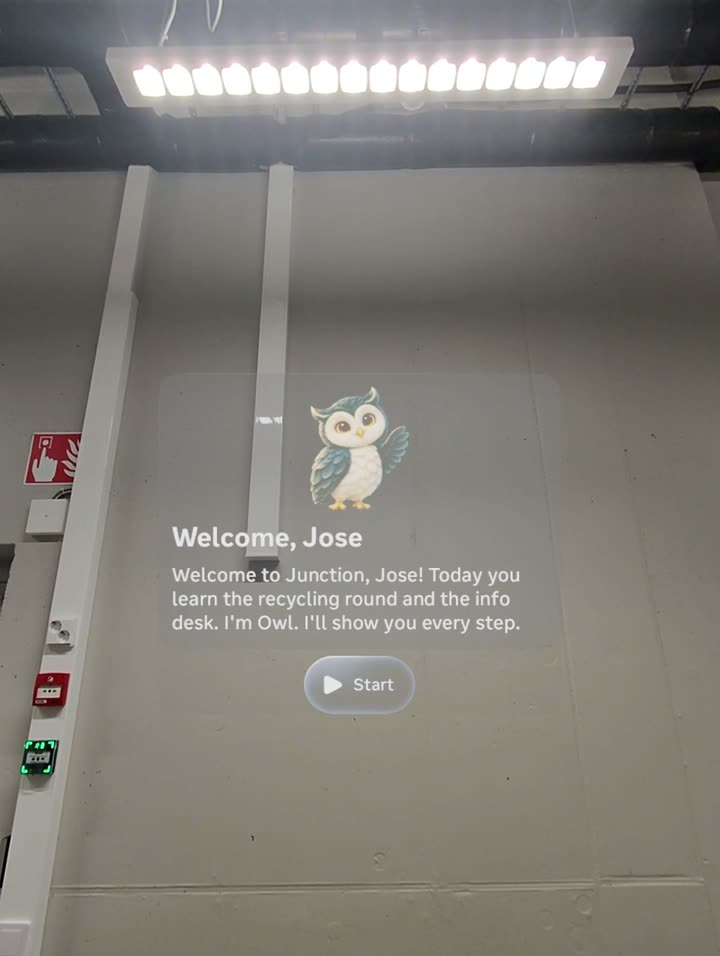 Welcome, Jose
Welcome to Junction, Jose! Today you
learn the recycling round and the info
desk. I'm Owl. I'll show you every step.
Start